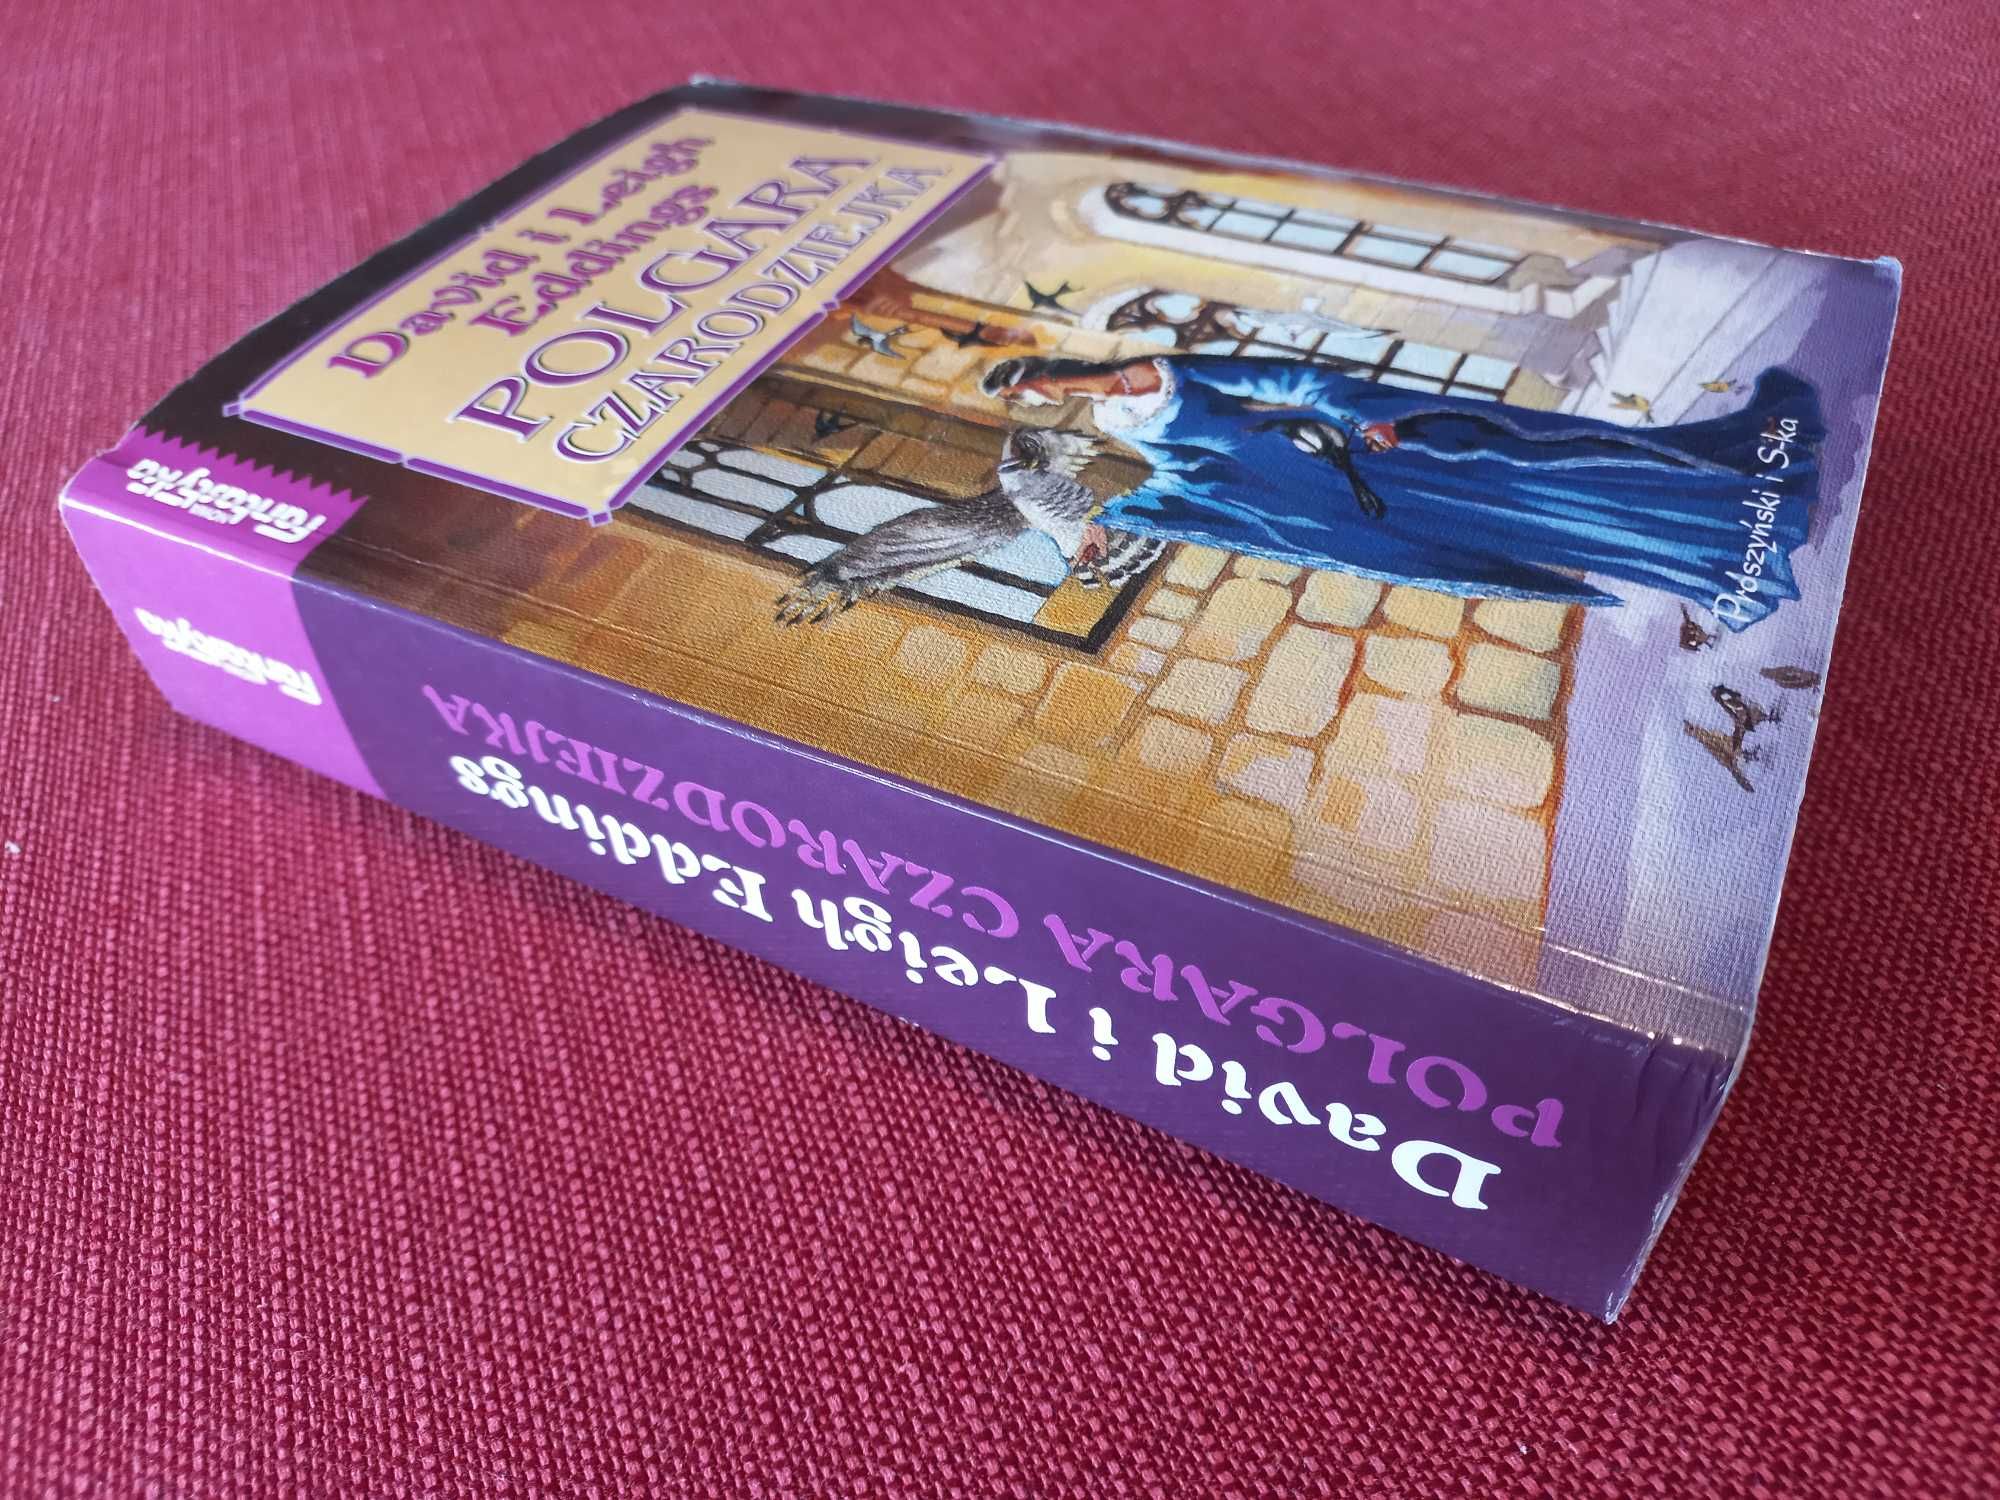 David i Leigh
Eddings
POLGARA
CZARODZIEJKA
Fantastyka
Prószyński i S-ka
Fantastyka
David i Leigh Eddings
POLGARA CZARODZIEJKA